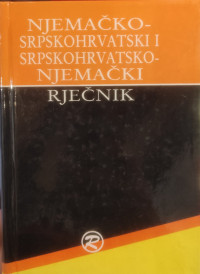 NJEMAČKO-
SRPSKOHRVATSKI I
SRPSKOHRVATSKO-
NJEMAČKI
RJEČNIK
R